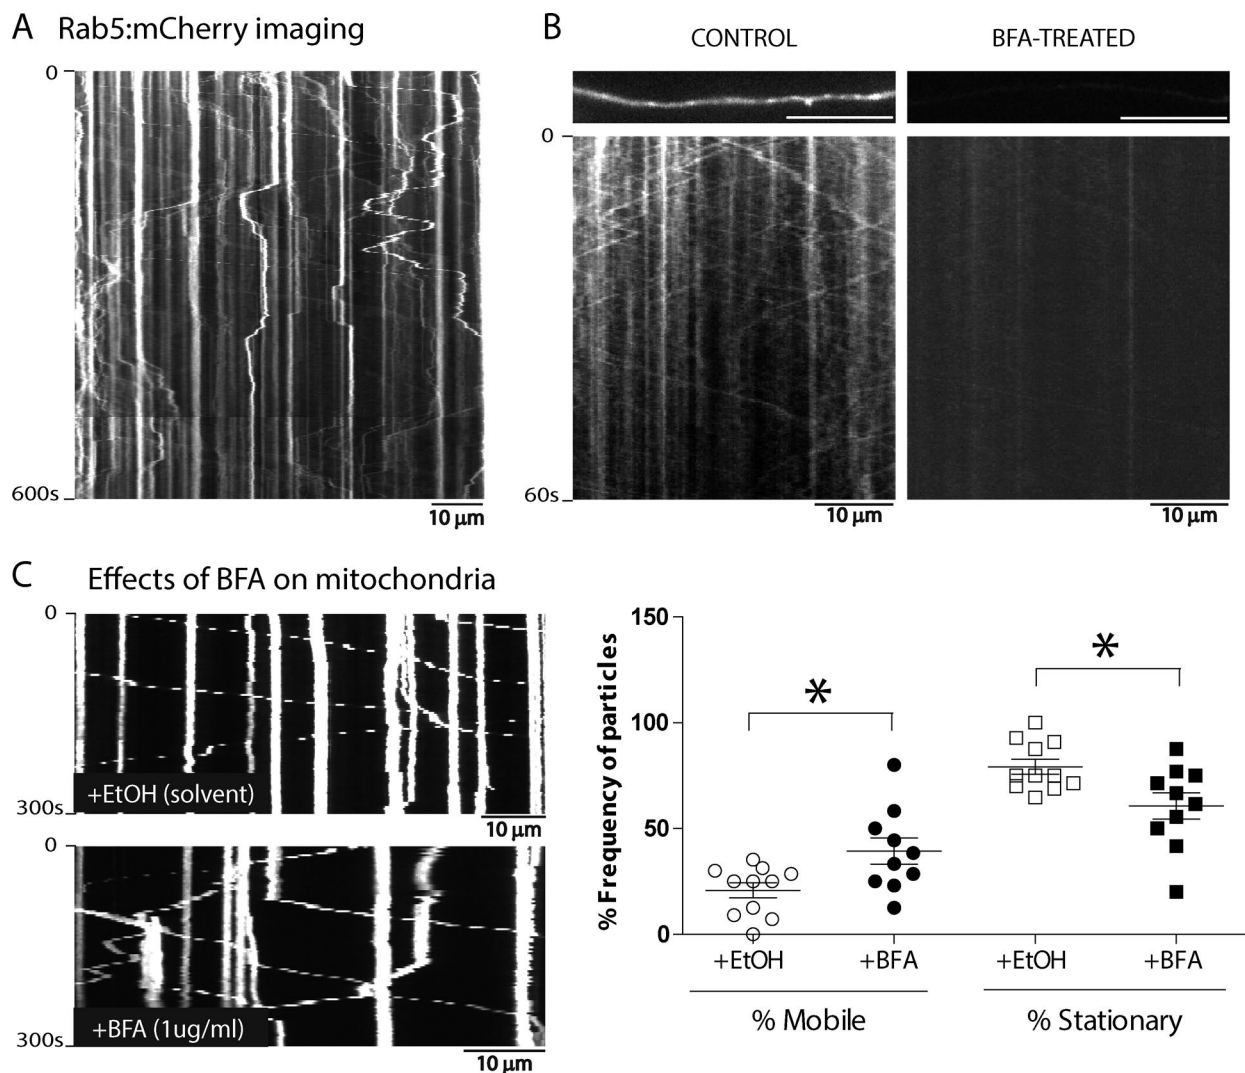 A Rab5:mCherry imaging
0
600s
10 µm
B
CONTROL
BFA-TREATED
0
60s
10 µm
10 µm
C Effects of BFA on mitochondria
0
+EtOH (solvent)
300s
10 µm
0
+BFA (1ug/ml)
300s
10 µm
% Frequency of particles
150
100
50
0
*
*
+EtOH +BFA +EtOH +BFA
% Mobile % Stationary